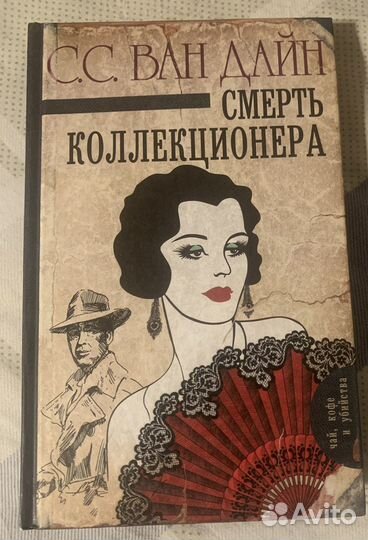 С.С. ВАН ДАЙН
СМЕРТЬ
КОЛЛЕКЦИОНЕРА
чай, кофе
и убийства
Avito